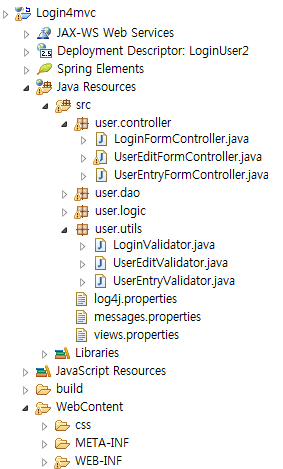 Login4mvc
JAX-WS Web Services
Deployment Descriptor: LoginUser2
Spring Elements
Java Resources
src
user.controller
LoginFormController.java
UserEditFormController.java
UserEntryFormController.java
user.dao
user.logic
user.utils
LoginValidator.java
UserEditValidator.java
UserEntryValidator.java
log4j.properties
messages.properties
views.properties
Libraries
JavaScript Resources
build
WebContent
css
META-INF
WEB-INF